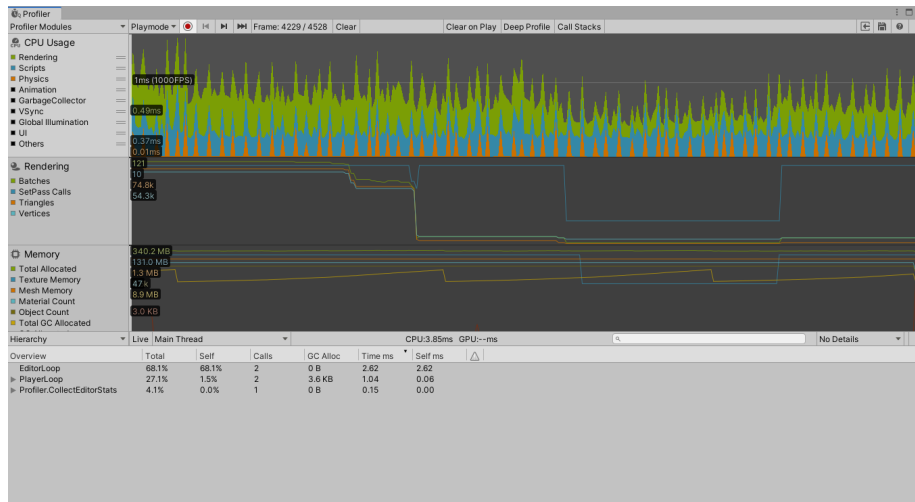 Profiler
Profiler Modules Playmode Frame: 4229 / 4528 Clear Clear on Play Deep Profile Call Stacks
CPU Usage
Rendering
Scripts
Physics
Animation
GarbageCollector
VSync
Global Illumination
UI
Others
1ms (1000FPS)
0.49ms
0.37ms
0.01ms
Rendering
Batches
SetPass Calls
Triangles
Vertices
121
10
74.8k
54.3k
Memory
Total Allocated
Texture Memory
Mesh Memory
Material Count
Object Count
Total GC Allocated
340.2 MB
131.0 MB
1.3 MB
47
8.9 MB
3.0 KB
Hierarchy Live Main Thread CPU:3.85ms GPU:--ms No Details
Overview Total Self Calls GC Alloc Time ms Self ms
EditorLoop 68.1% 68.1% 2 0 B 2.62 2.62
PlayerLoop 27.1% 1.5% 2 3.6 KB 1.04 0.06
Profiler.CollectEditorStats 4.1% 0.0% 1 0 B 0.15 0.00